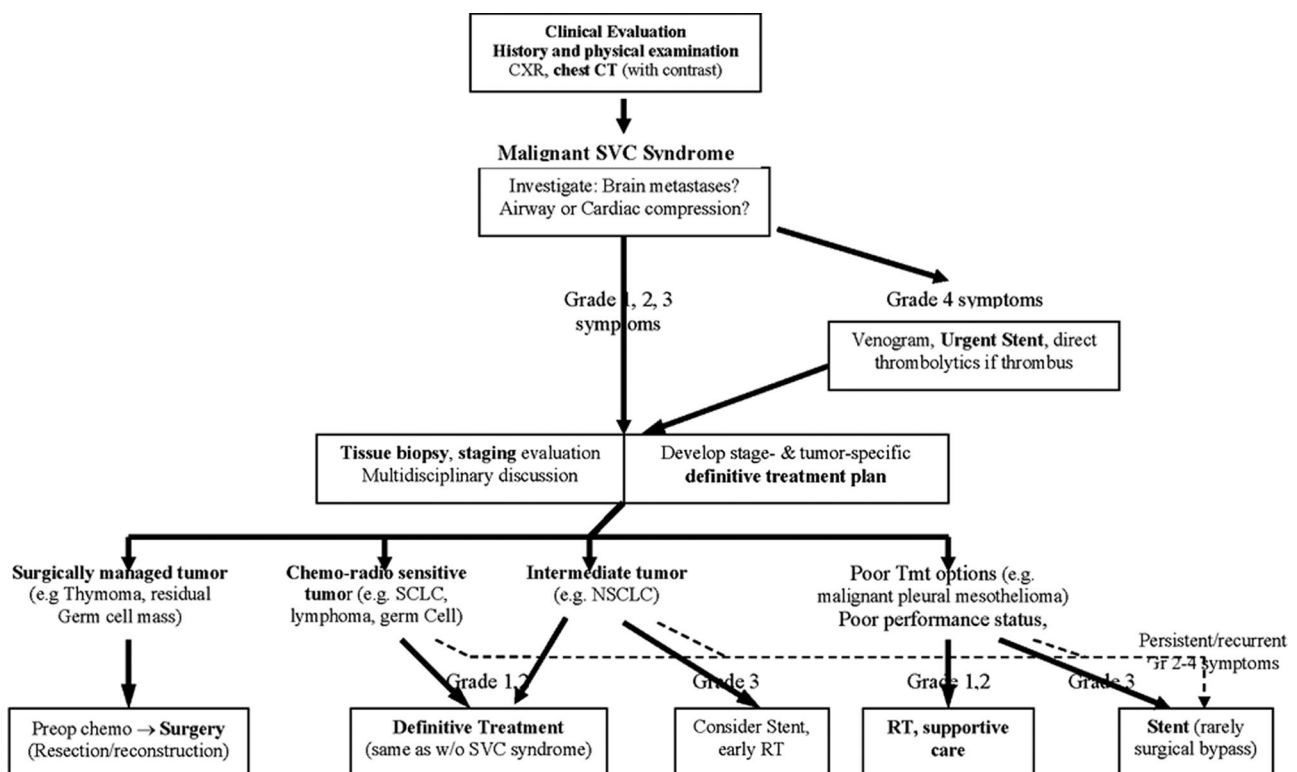 Clinical Evaluation
History and physical examination
CXR, chest CT (with contrast)
Malignant SVC Syndrome
Investigate: Brain metastases?
Airway or Cardiac compression?
Grade 1, 2, 3
symptoms
Grade 4 symptoms
Venogram, Urgent Stent, direct
thrombolytics if thrombus
Tissue biopsy, staging evaluation
Multidisciplinary discussion
Develop stage- & tumor-specific
definitive treatment plan
Surgically managed tumor
(e.g Thymoma, residual
Germ cell mass)
Chemo-radio sensitive
tumor (e.g. SCLC,
lymphoma, germ Cell)
Intermediate tumor
(e.g. NSCLC)
Poor Tmt options (e.g.
malignant pleural mesothelioma)
Poor performance status,
Persistent/recurrent
Gr 2-4 symptoms
Grade 1,2
Grade 3
Grade 1,2
Grade 3
Preop chemo → Surgery
(Resection/reconstruction)
Definitive Treatment
(same as w/o SVC syndrome)
Consider Stent,
early RT
RT, supportive
care
Stent (rarely
surgical bypass)